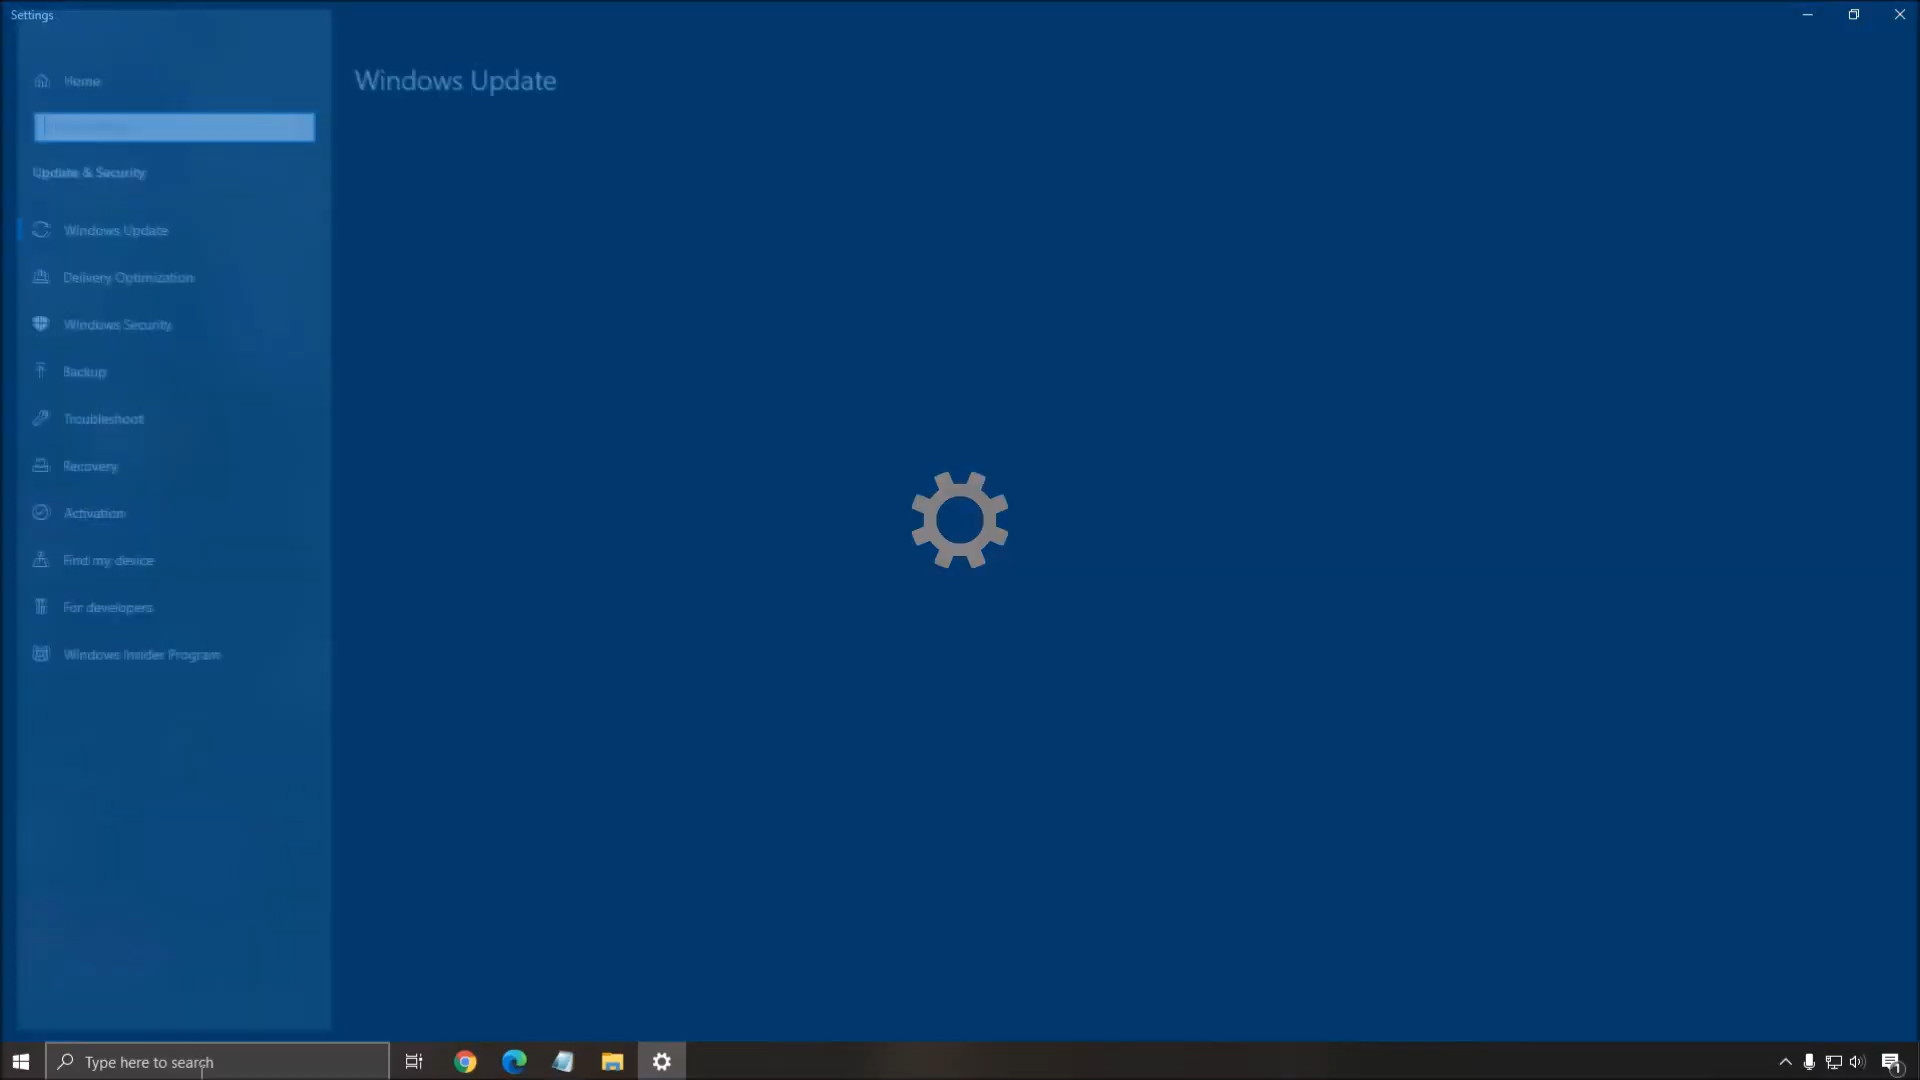 Settings
Home
Windows Update
Update & Security
Windows Update
Delivery Optimization
Windows Security
Backup
Troubleshoot
Recovery
Activation
Find my device
For developers
Windows Insider Program
Type here to search
1